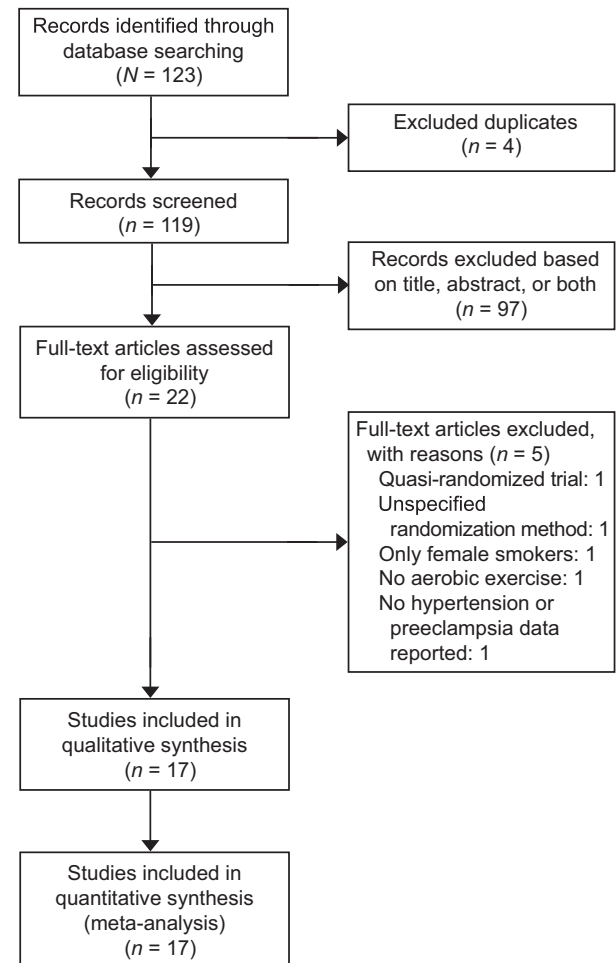 Records identified through
database searching
(N = 123)
Excluded duplicates
(n = 4)
Records screened
(n = 119)
Records excluded based
on title, abstract, or both
(n = 97)
Full-text articles assessed
for eligibility
(n = 22)
Full-text articles excluded,
with reasons (n = 5)
Quasi-randomized trial: 1
Unspecified
randomization method: 1
Only female smokers: 1
No aerobic exercise: 1
No hypertension or
preeclampsia data
reported: 1
Studies included in
qualitative synthesis
(n = 17)
Studies included in
quantitative synthesis
(meta-analysis)
(n = 17)